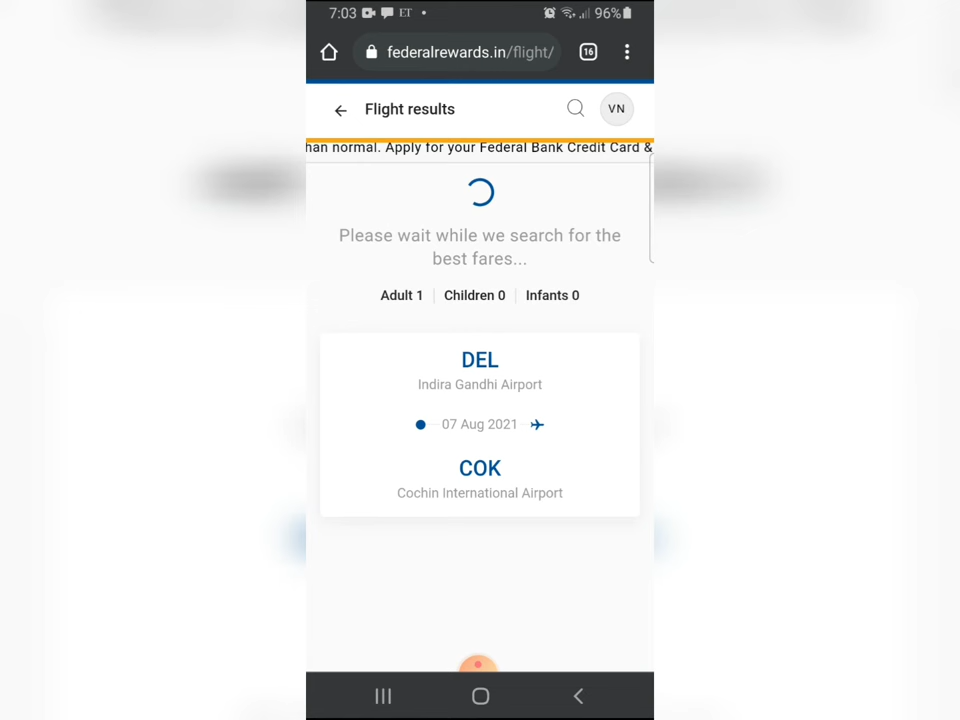 7:03 ET 96%
federalrewards.in/flight/ 16
Flight results VN
han normal. Apply for your Federal Bank Credit Card &
Please wait while we search for the
best fares...
Adult 1 Children 0 Infants 0
DEL
Indira Gandhi Airport
07 Aug 2021
COK
Cochin International Airport